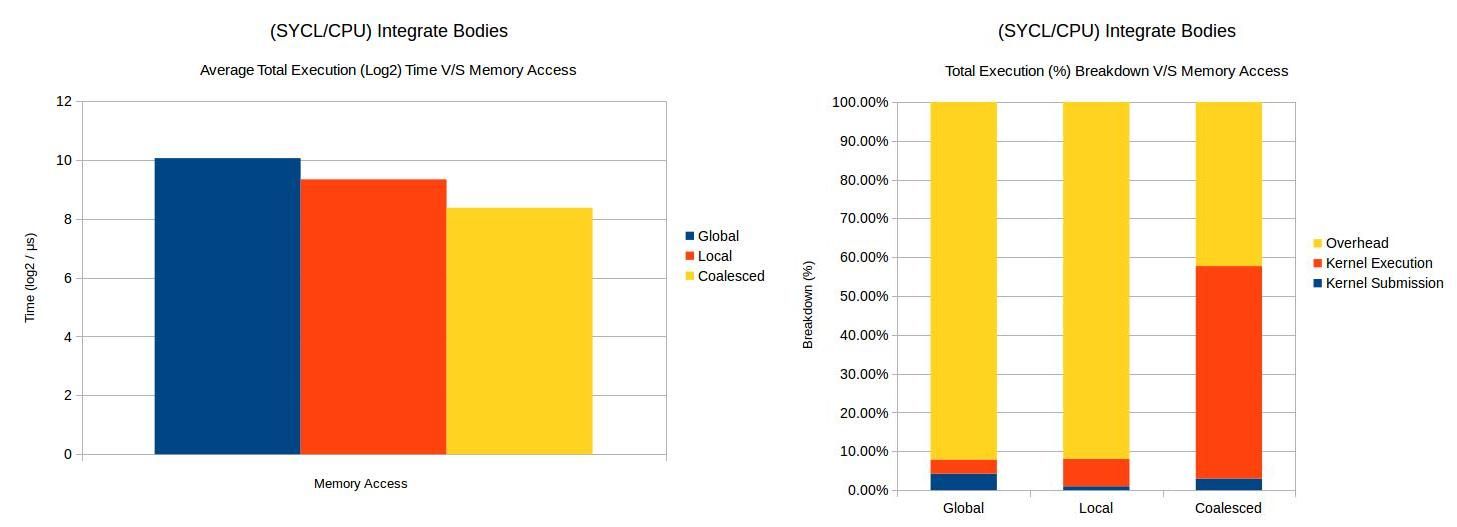 (SYCL/CPU) Integrate Bodies
Average Total Execution (Log2) Time V/S Memory Access
12
10
8
6
4
2
0
Time (log2 / µs)
Memory Access
Global
Local
Coalesced
(SYCL/CPU) Integrate Bodies
Total Execution (%) Breakdown V/S Memory Access
100.00%
90.00%
80.00%
70.00%
60.00%
50.00%
40.00%
30.00%
20.00%
10.00%
0.00%
Breakdown (%)
Global
Local
Coalesced
Overhead
Kernel Execution
Kernel Submission